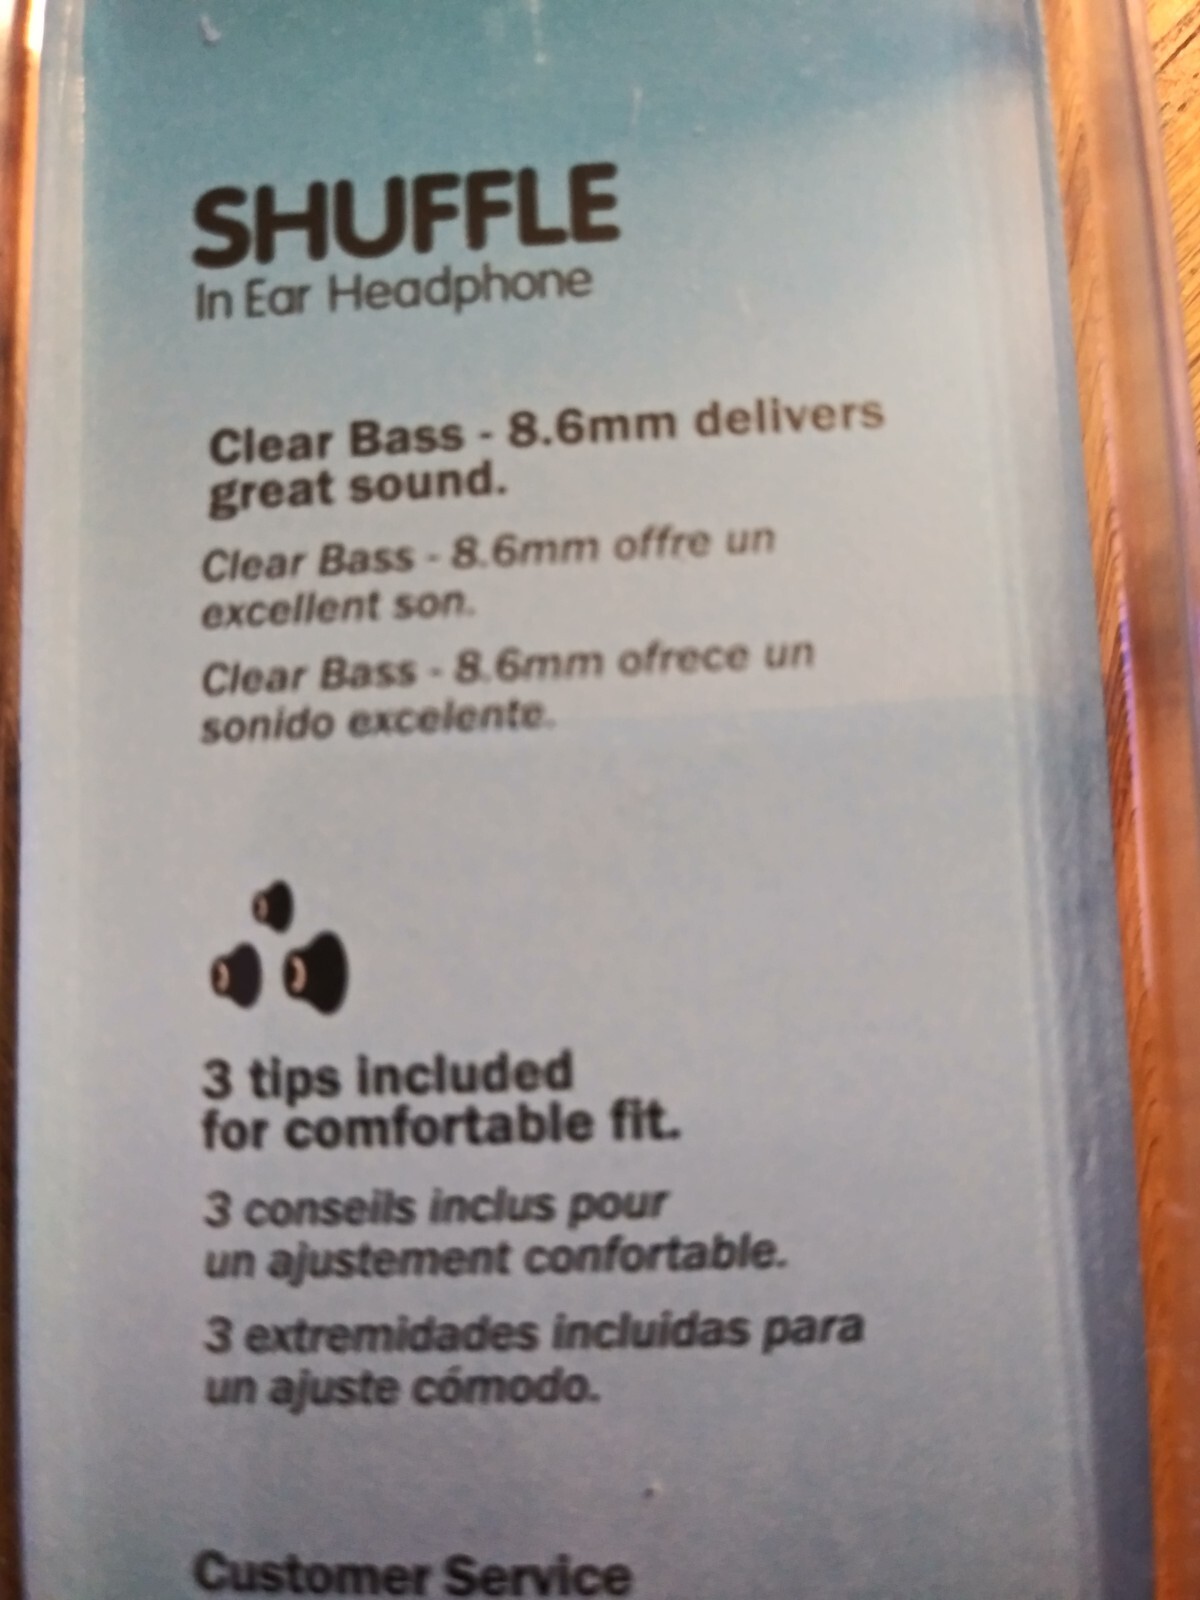 SHUFFLE
In Ear Headphone
Clear Bass - 8.6mm delivers
great sound.
Clear Bass - 8.6mm offre un
excellent son.
Clear Bass - 8.6mm ofrece un
sonido excelente.
3 tips included
for comfortable fit.
3 conseils inclus pour
un ajustement confortable.
3 extremidades incluidas para
un ajuste cómodo.
Customer Service